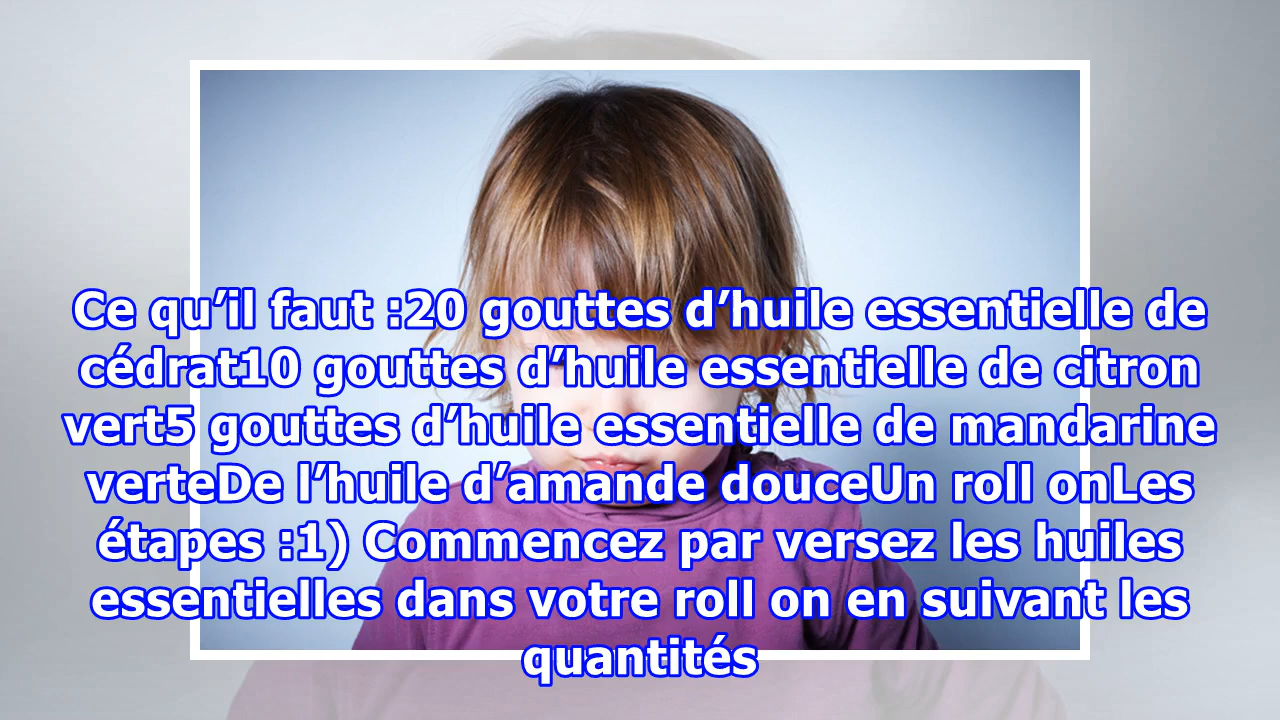 Ce qu’il faut :20 gouttes d’huile essentielle de
cédrat10 gouttes d’huile essentielle de citron
vert5 gouttes d’huile essentielle de mandarine
verteDe l’huile d’amande douceUn roll onLes
étapes :1) Commencez par versez les huiles
essentielles dans votre roll on en suivant les
quantités